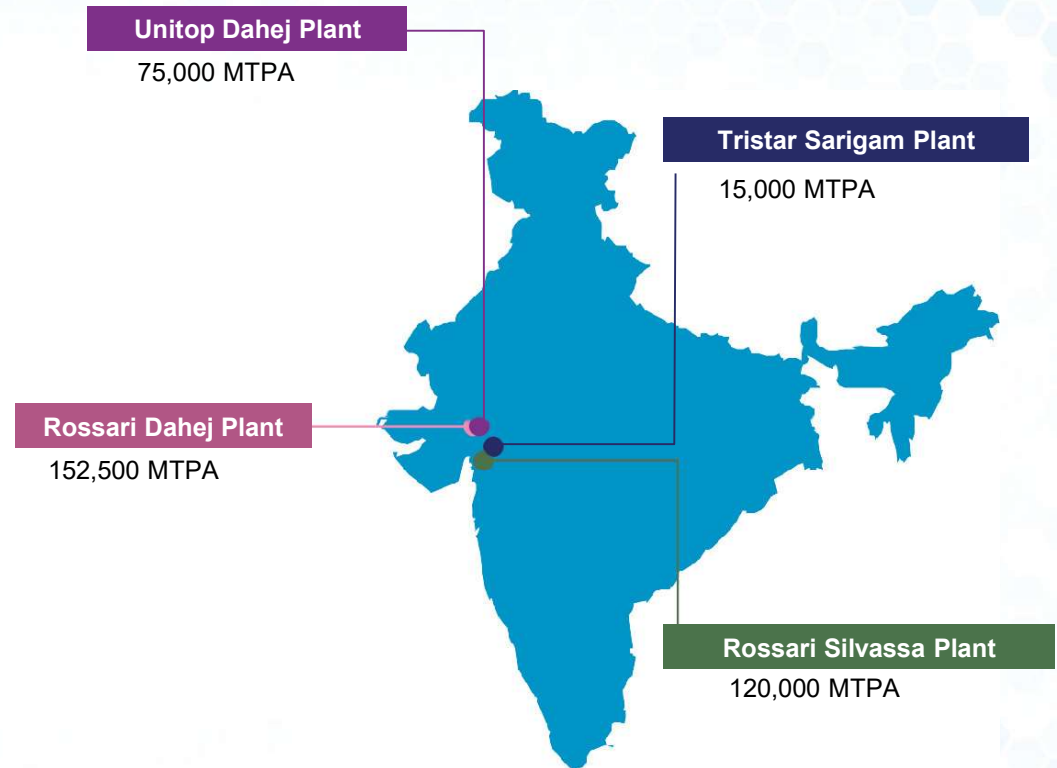 Unitop Dahej Plant
75,000 MTPA
Tristar Sarigam Plant
15,000 MTPA
Rossari Dahej Plant
152,500 MTPA
Rossari Silvassa Plant
120,000 MTPA